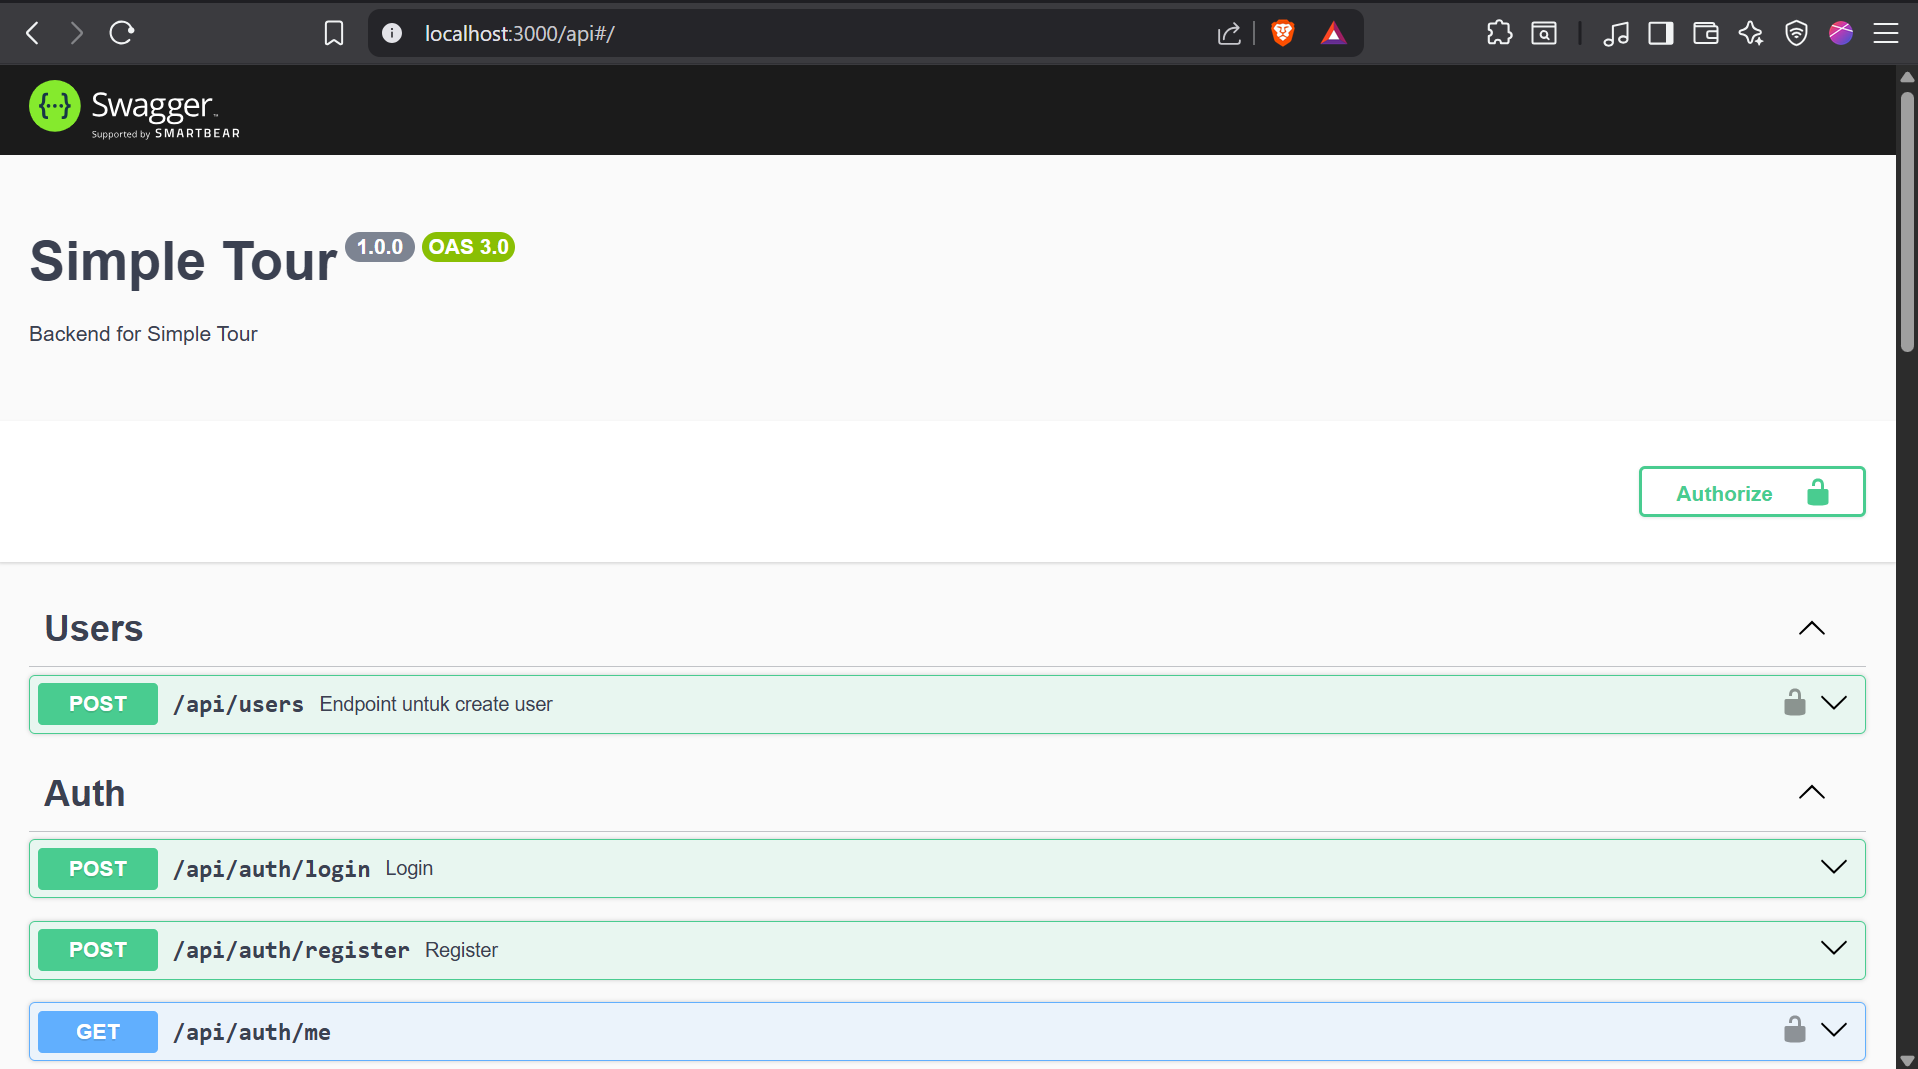 localhost:3000/api#/
{...} Swagger™
Supported by SMARTBEAR
Simple Tour 1.0.0 OAS 3.0
Backend for Simple Tour
Authorize
Users
POST /api/users Endpoint untuk create user
Auth
POST /api/auth/login Login
POST /api/auth/register Register
GET /api/auth/me